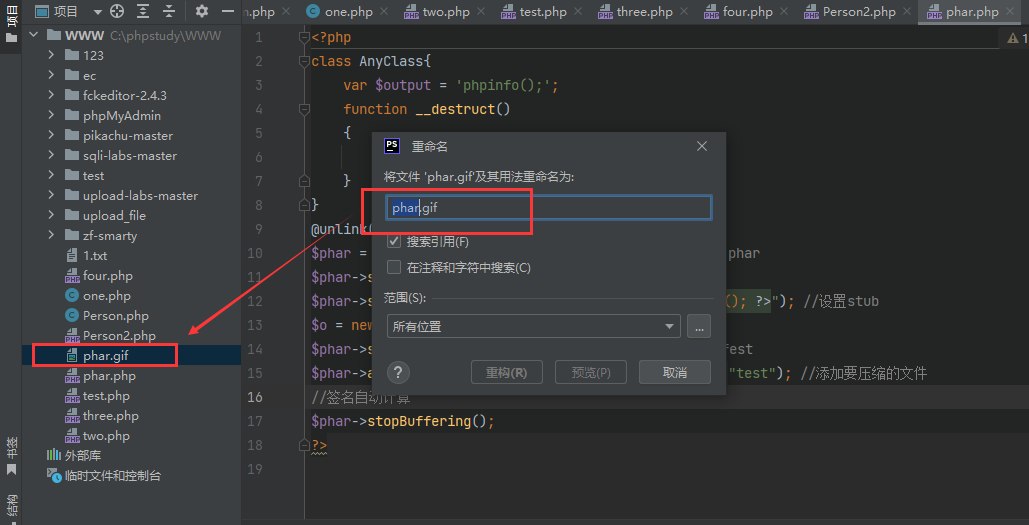 项目
项目
n.php
one.php
two.php
test.php
three.php
four.php
Person2.php
phar.php
WWW C:\phpstudy\WWW
123
ec
fckeditor-2.4.3
phpMyAdmin
pikachu-master
sqli-labs-master
test
upload-labs-master
upload_file
zf-smarty
1.txt
four.php
one.php
Person.php
Person2.php
phar.gif
phar.php
test.php
three.php
two.php
外部库
临时文件和控制台
书签
结构
1 <?php
2 class AnyClass{
3 var $output = 'phpinfo();';
4 function __destruct()
5 {
6
7 }
8 }
9 @unlink(
10 $phar = phar
11 $phar->s
12 $phar->s (); ?>"); //设置stub
13 $o = new
14 $phar->s est
15 $phar->a "test"); //添加要压缩的文件
16 //签名自动计算
17 $phar->stopBuffering();
18 ?>
19
1
PS 重命名
将文件 'phar.gif'及其用法重命名为:
phar.gif
搜索引用(F)
在注释和字符中搜索(C)
范围(S):
所有位置
...
?
重构(R)
预览(P)
取消